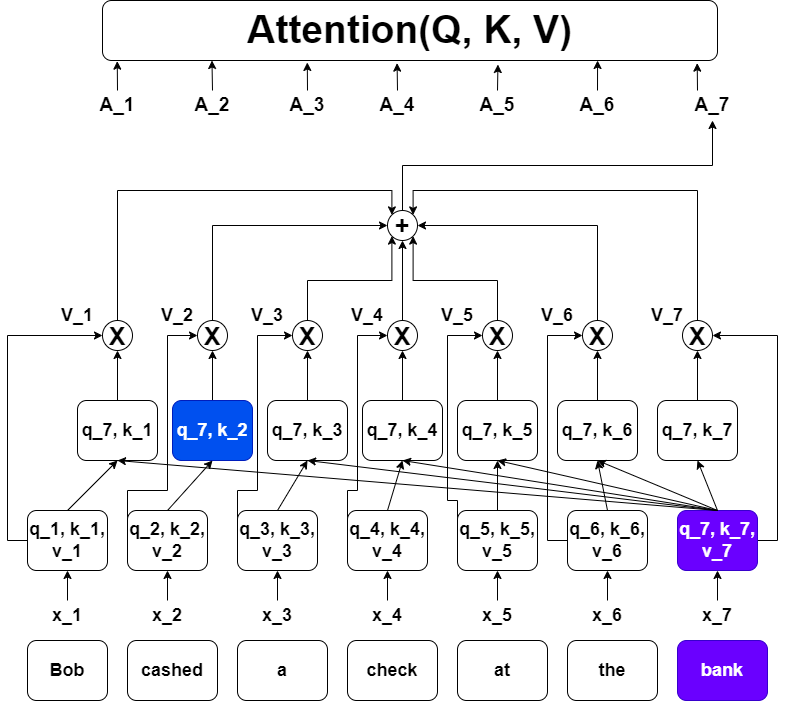 Attention(Q, K, V)
A_1 A_2 A_3 A_4 A_5 A_6 A_7
+
V_1 V_2 V_3 V_4 V_5 V_6 V_7
X X X X X X X
q_7, k_1 q_7, k_2 q_7, k_3 q_7, k_4 q_7, k_5 q_7, k_6 q_7, k_7
q_1, k_1,
v_1
q_2, k_2,
v_2
q_3, k_3,
v_3
q_4, k_4,
v_4
q_5, k_5,
v_5
q_6, k_6,
v_6
q_7, k_7,
v_7
x_1 x_2 x_3 x_4 x_5 x_6 x_7
Bob cashed a check at the bank